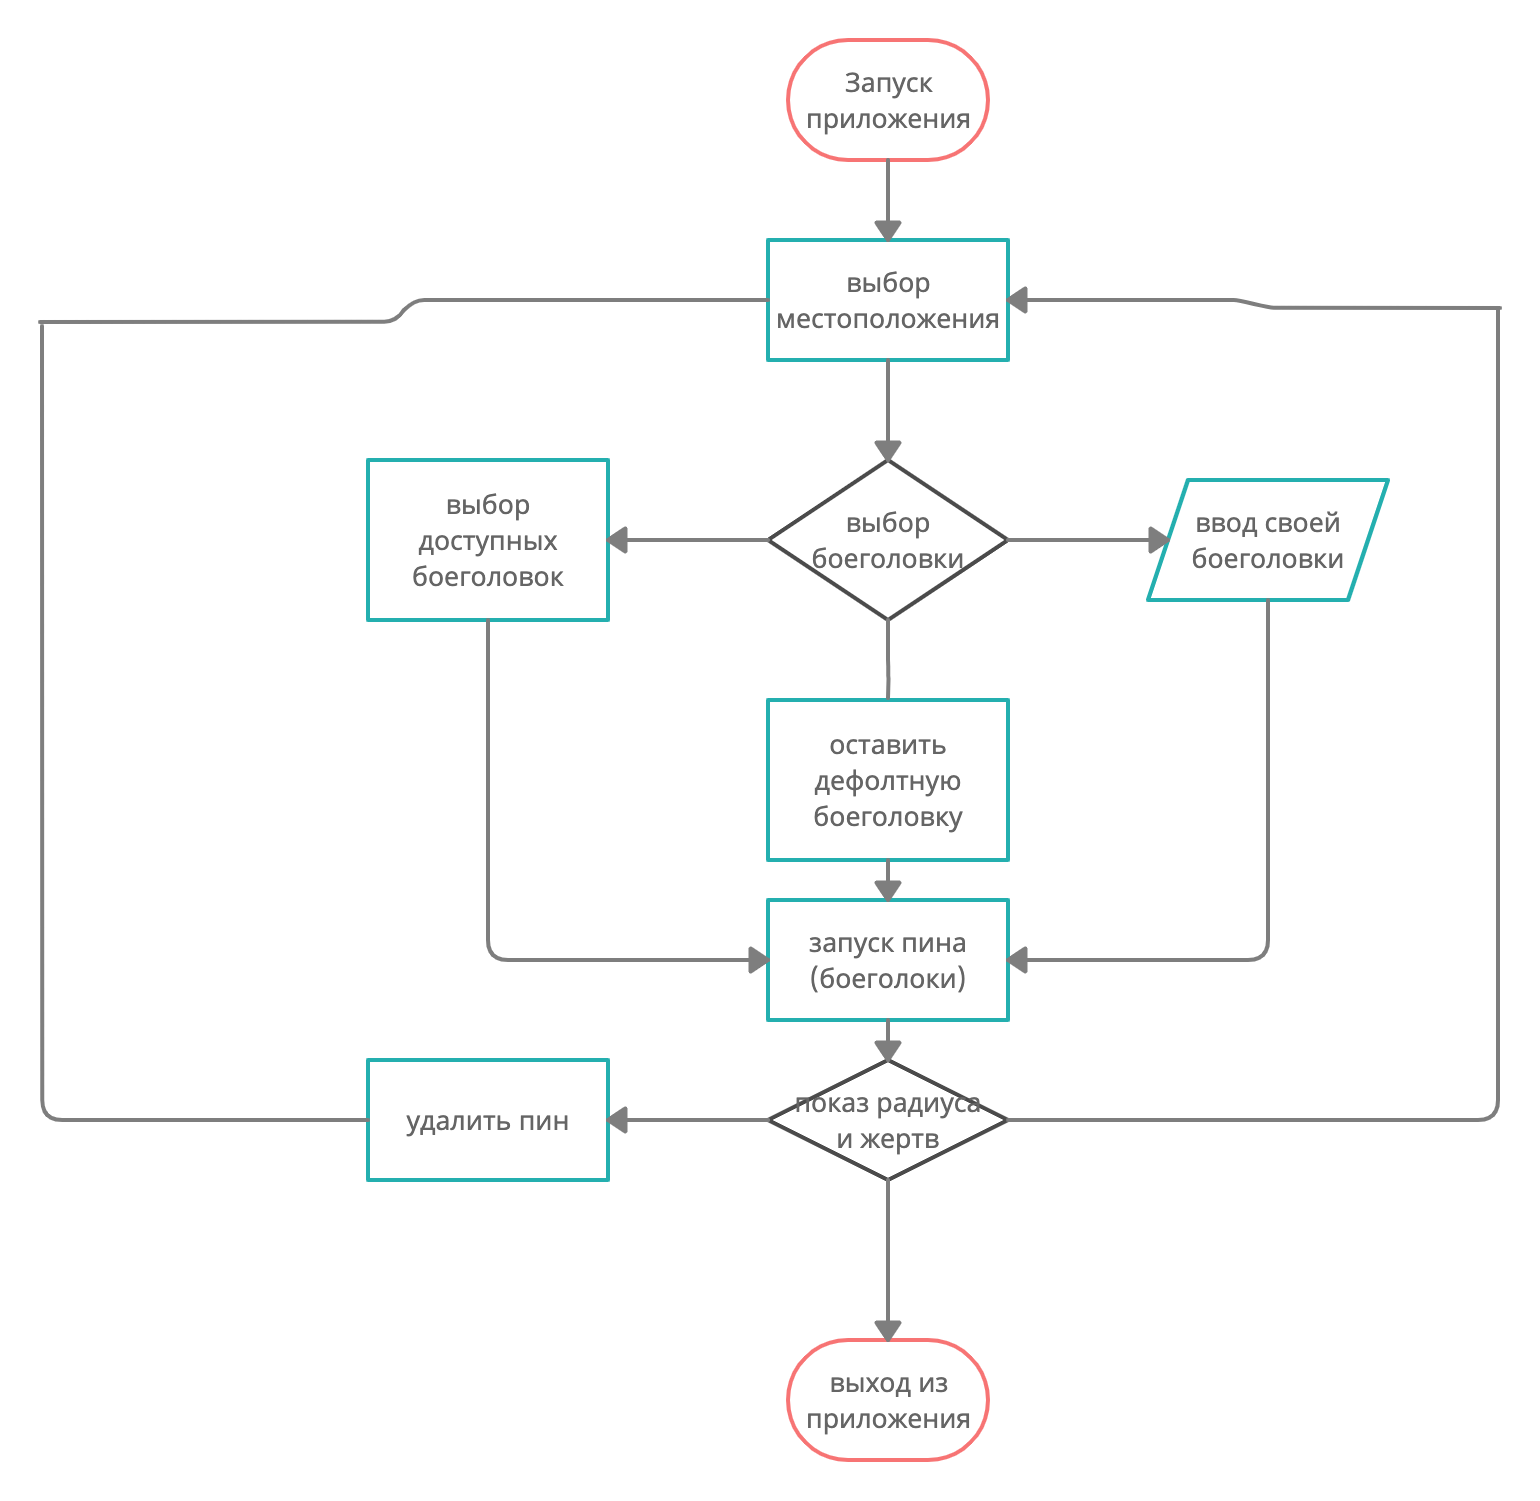 Запуск
приложения
выбор
местоположения
выбор
доступных
боеголовок
выбор
боеголовки
ввод своей
боеголовки
оставить
дефолтную
боеголовку
запуск пина
(боеголоки)
удалить пин
показ радиуса
и жертв
выход из
приложения